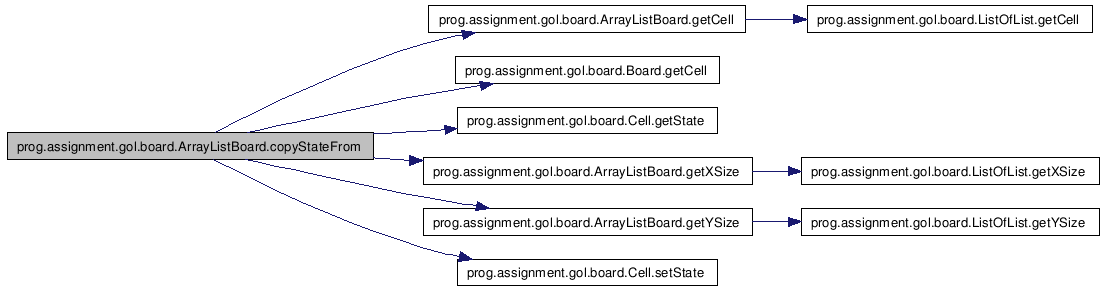 prog.assignment.gol.board.ArrayListBoard.getCell
prog.assignment.gol.board.ListOfList.getCell
prog.assignment.gol.board.Board.getCell
prog.assignment.gol.board.Cell.getState
prog.assignment.gol.board.ArrayListBoard.copyStateFrom
prog.assignment.gol.board.ArrayListBoard.getXSize
prog.assignment.gol.board.ListOfList.getXSize
prog.assignment.gol.board.ArrayListBoard.getYSize
prog.assignment.gol.board.ListOfList.getYSize
prog.assignment.gol.board.Cell.setState